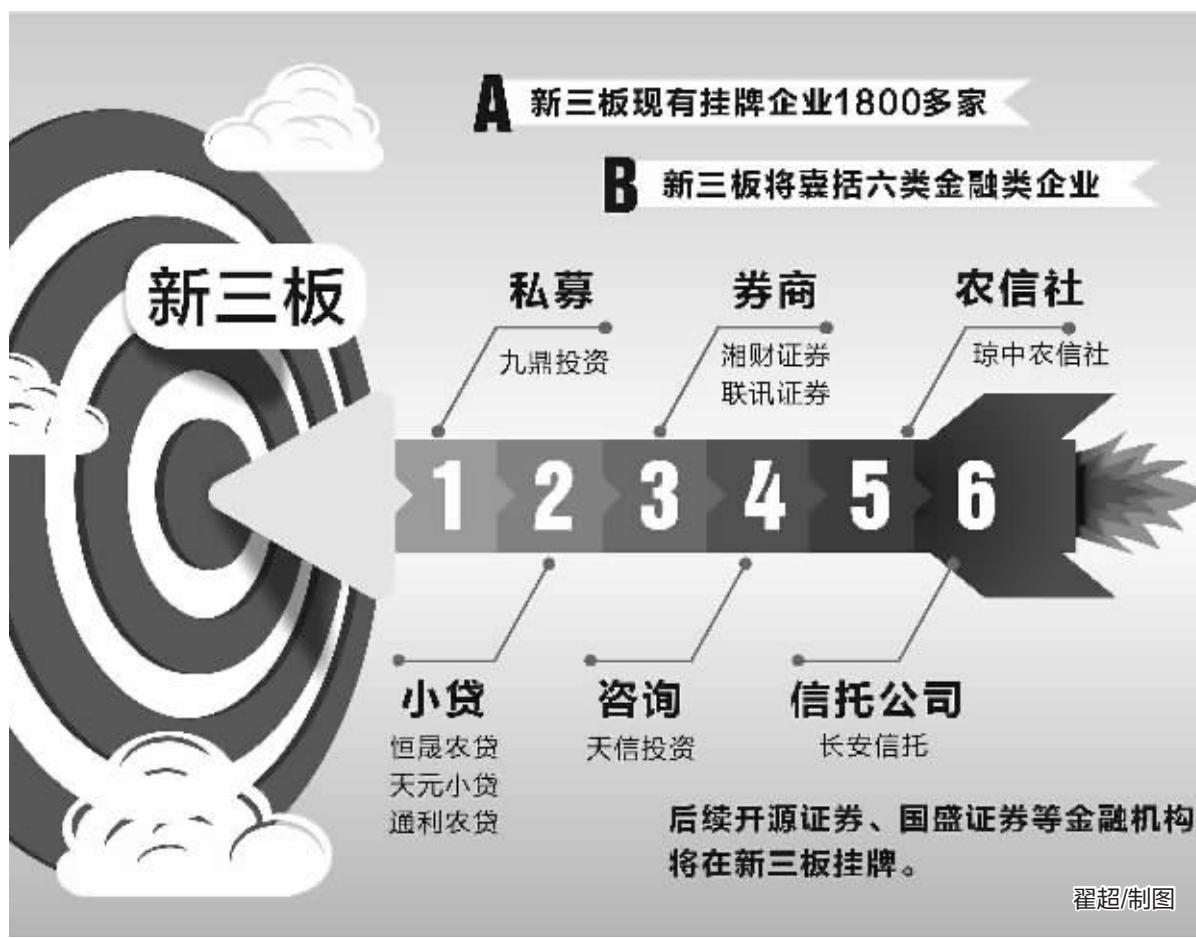 A 新三板现有挂牌企业1800多家
B 新三板将囊括六类金融类企业
新三板
私募
九鼎投资
券商
湘财证券
联讯证券
农信社
琼中农信社
1 2 3 4 5 6
小贷
恒晟农贷
天元小贷
通利农贷
咨询
天信投资
信托公司
长安信托
后续开源证券、国盛证券等金融机构
将在新三板挂牌。
翟超/制图